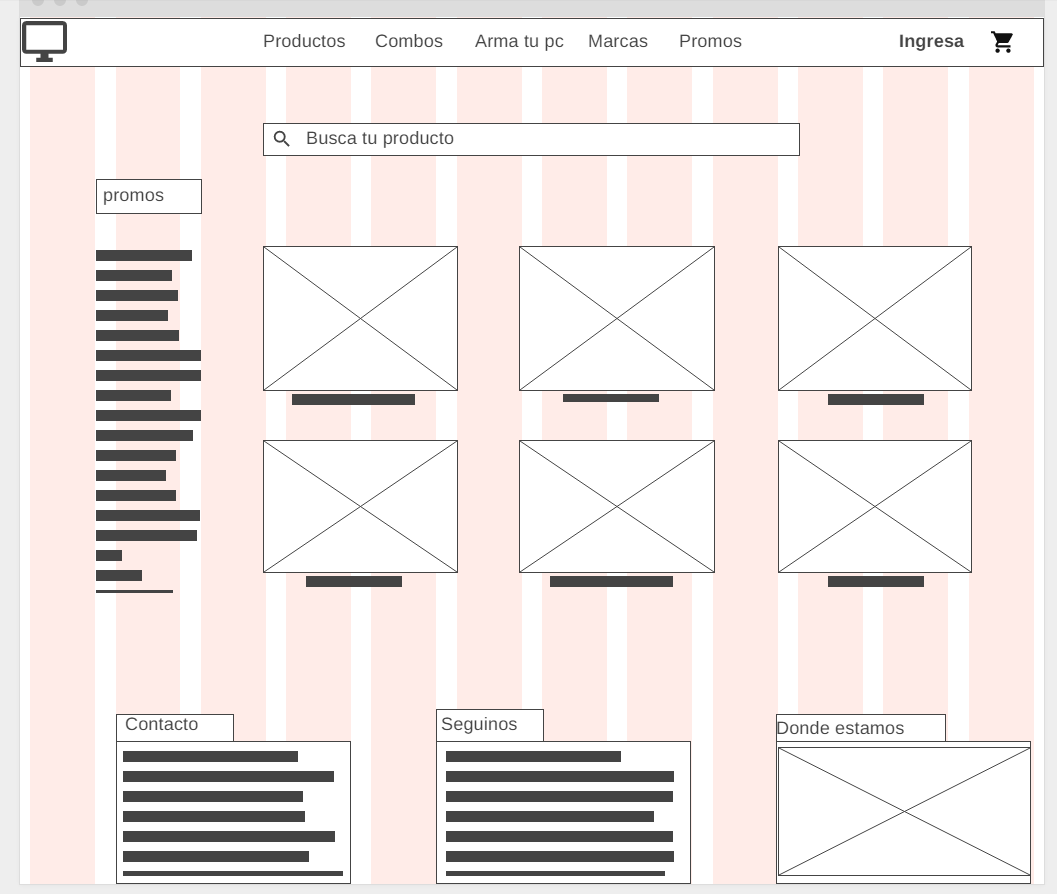 Productos Combos Arma tu pc Marcas Promos Ingresa
Busca tu producto
promos
Contacto
Seguinos
Donde estamos